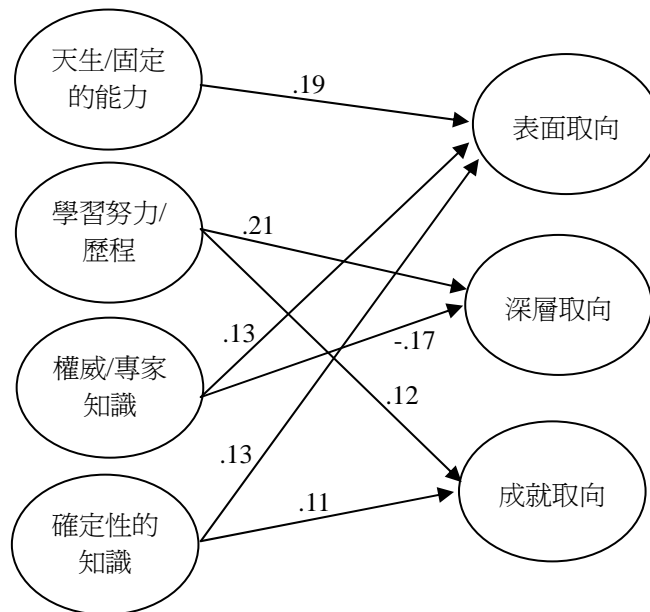 天生/固定
的能力
.19
表面取向
學習努力/
歷程
.21
深層取向
.13
-.17
權威/專家
知識
.12
.13
成就取向
.11
確定性的
知識